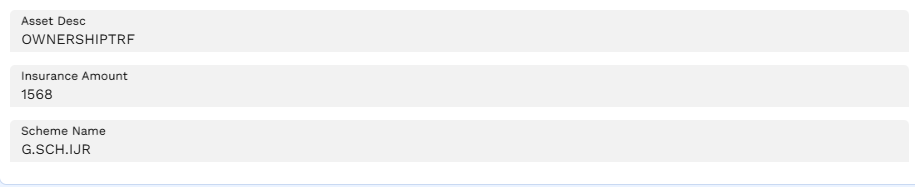 Asset Desc
OWNERSHIPTRF
Insurance Amount
1568
Scheme Name
G.SCH.IJR